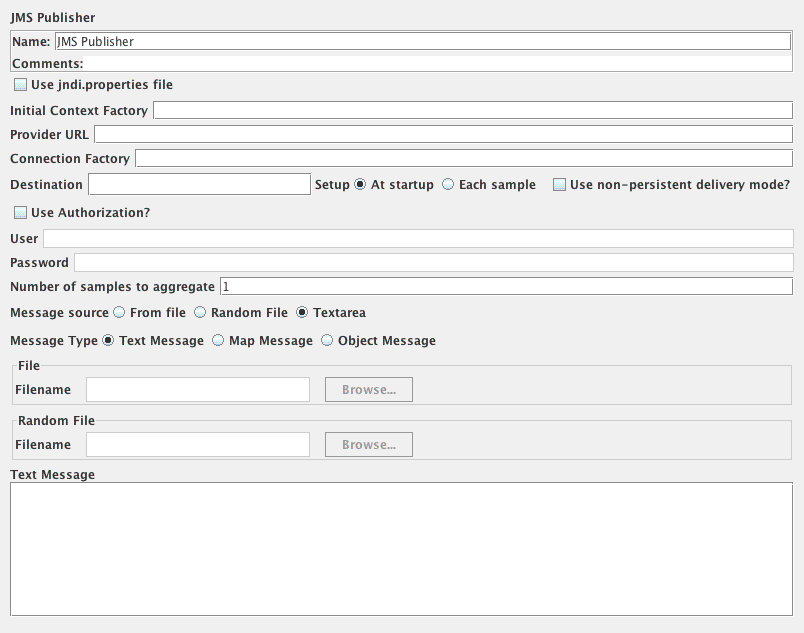 JMS Publisher
Name: JMS Publisher
Comments:
Use jndi.properties file
Initial Context Factory
Provider URL
Connection Factory
Destination Setup At startup Each sample Use non-persistent delivery mode?
Use Authorization?
User
Password
Number of samples to aggregate 1
Message source From file Random File Textarea
Message Type Text Message Map Message Object Message
File
Filename Browse...
Random File
Filename Browse...
Text Message